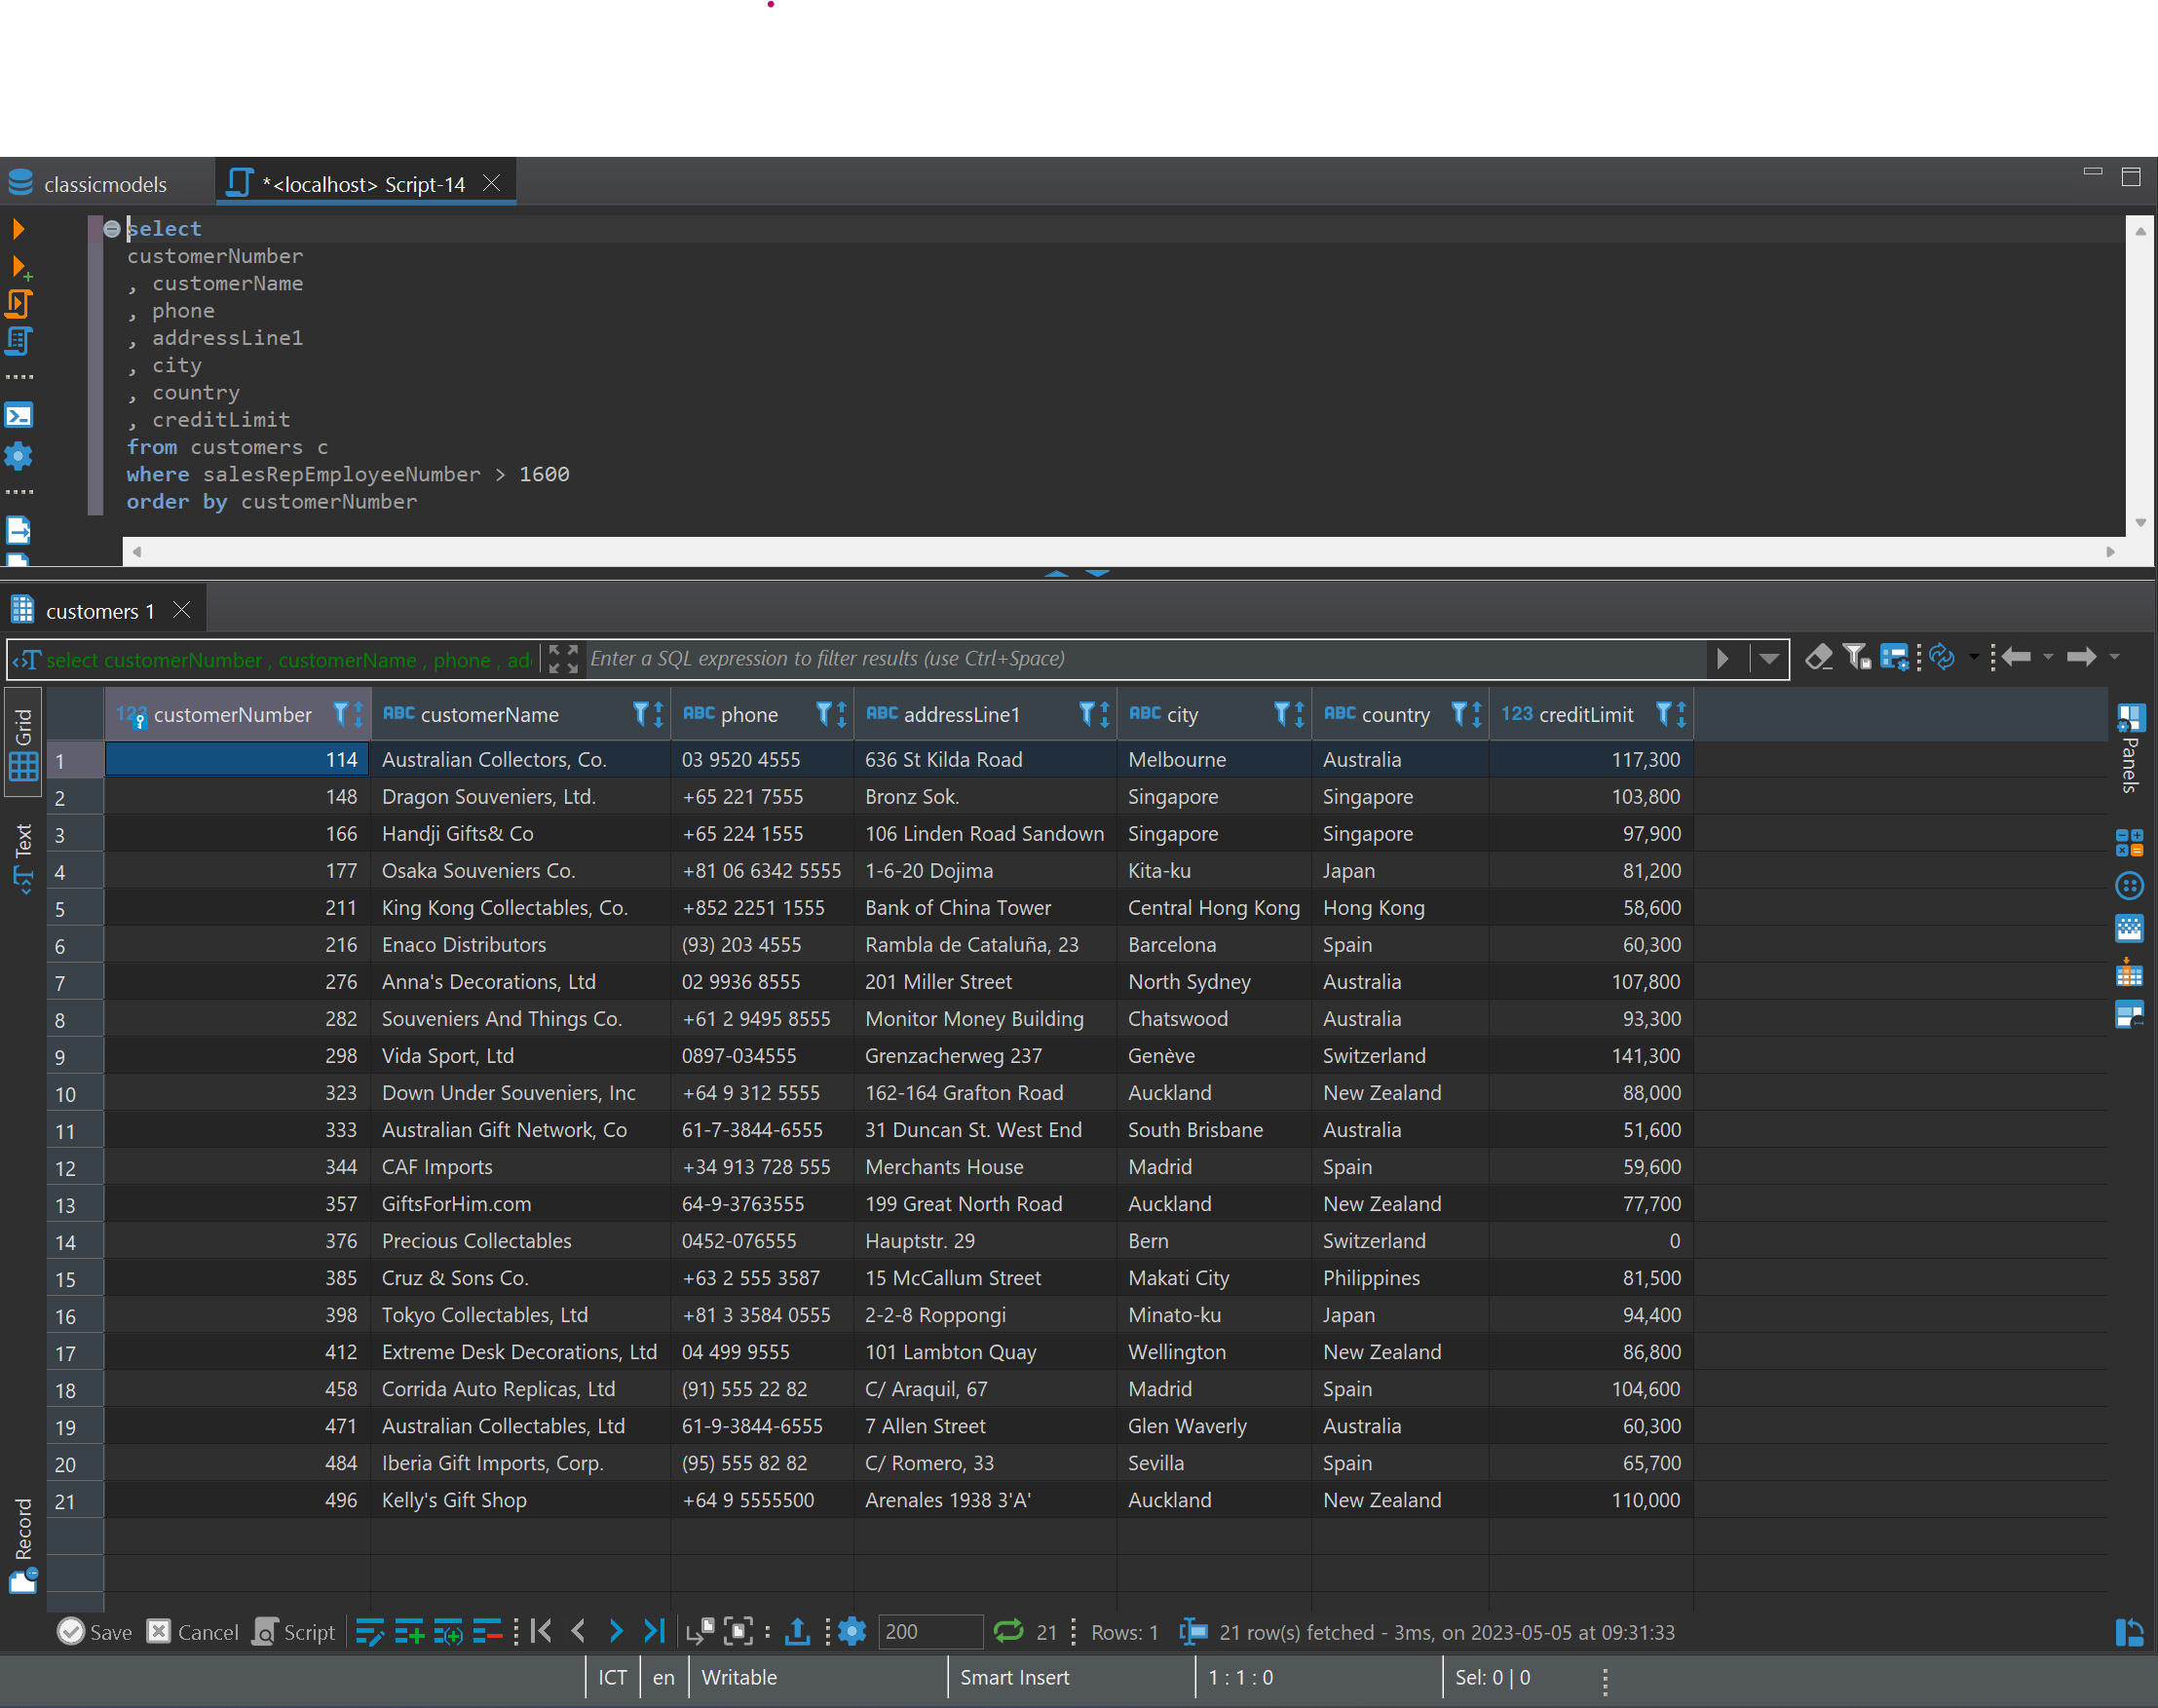 classicmodels *<localhost> Script-14
select
customerNumber
, customerName
, phone
, addressLine1
, city
, country
, creditLimit
from customers c
where salesRepEmployeeNumber > 1600
order by customerNumber
customers 1
select customerNumber , customerName , phone , ad Enter a SQL expression to filter results (use Ctrl+Space)
Grid
Text
Record
Panels
123 customerNumber ABC customerName ABC phone ABC addressLine1 ABC city ABC country 123 creditLimit
1 114 Australian Collectors, Co. 03 9520 4555 636 St Kilda Road Melbourne Australia 117,300
2 148 Dragon Souveniers, Ltd. +65 221 7555 Bronz Sok. Singapore Singapore 103,800
3 166 Handji Gifts& Co +65 224 1555 106 Linden Road Sandown Singapore Singapore 97,900
4 177 Osaka Souveniers Co. +81 06 6342 5555 1-6-20 Dojima Kita-ku Japan 81,200
5 211 King Kong Collectables, Co. +852 2251 1555 Bank of China Tower Central Hong Kong Hong Kong 58,600
6 216 Enaco Distributors (93) 203 4555 Rambla de Cataluña, 23 Barcelona Spain 60,300
7 276 Anna's Decorations, Ltd 02 9936 8555 201 Miller Street North Sydney Australia 107,800
8 282 Souveniers And Things Co. +61 2 9495 8555 Monitor Money Building Chatswood Australia 93,300
9 298 Vida Sport, Ltd 0897-034555 Grenzacherweg 237 Genève Switzerland 141,300
10 323 Down Under Souveniers, Inc +64 9 312 5555 162-164 Grafton Road Auckland New Zealand 88,000
11 333 Australian Gift Network, Co 61-7-3844-6555 31 Duncan St. West End South Brisbane Australia 51,600
12 344 CAF Imports +34 913 728 555 Merchants House Madrid Spain 59,600
13 357 GiftsForHim.com 64-9-3763555 199 Great North Road Auckland New Zealand 77,700
14 376 Precious Collectables 0452-076555 Hauptstr. 29 Bern Switzerland 0
15 385 Cruz & Sons Co. +63 2 555 3587 15 McCallum Street Makati City Philippines 81,500
16 398 Tokyo Collectables, Ltd +81 3 3584 0555 2-2-8 Roppongi Minato-ku Japan 94,400
17 412 Extreme Desk Decorations, Ltd 04 499 9555 101 Lambton Quay Wellington New Zealand 86,800
18 458 Corrida Auto Replicas, Ltd (91) 555 22 82 C/ Araquil, 67 Madrid Spain 104,600
19 471 Australian Collectables, Ltd 61-9-3844-6555 7 Allen Street Glen Waverly Australia 60,300
20 484 Iberia Gift Imports, Corp. (95) 555 82 82 C/ Romero, 33 Sevilla Spain 65,700
21 496 Kelly's Gift Shop +64 9 5555500 Arenales 1938 3'A' Auckland New Zealand 110,000
Save Cancel Script 200 21 Rows: 1 21 row(s) fetched - 3ms, on 2023-05-05 at 09:31:33
ICT en Writable Smart Insert 1 : 1 : 0 Sel: 0 | 0